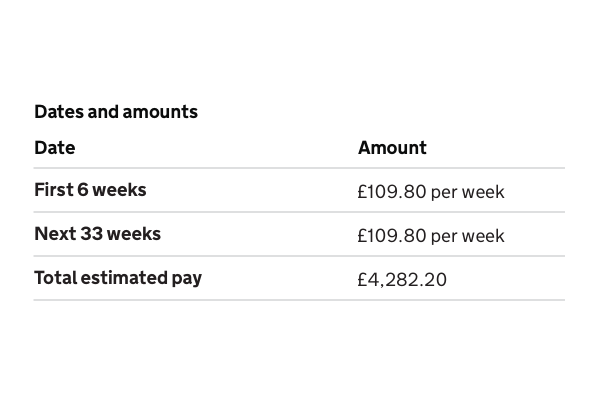 Dates and amounts
Date Amount
First 6 weeks £109.80 per week
Next 33 weeks £109.80 per week
Total estimated pay £4,282.20